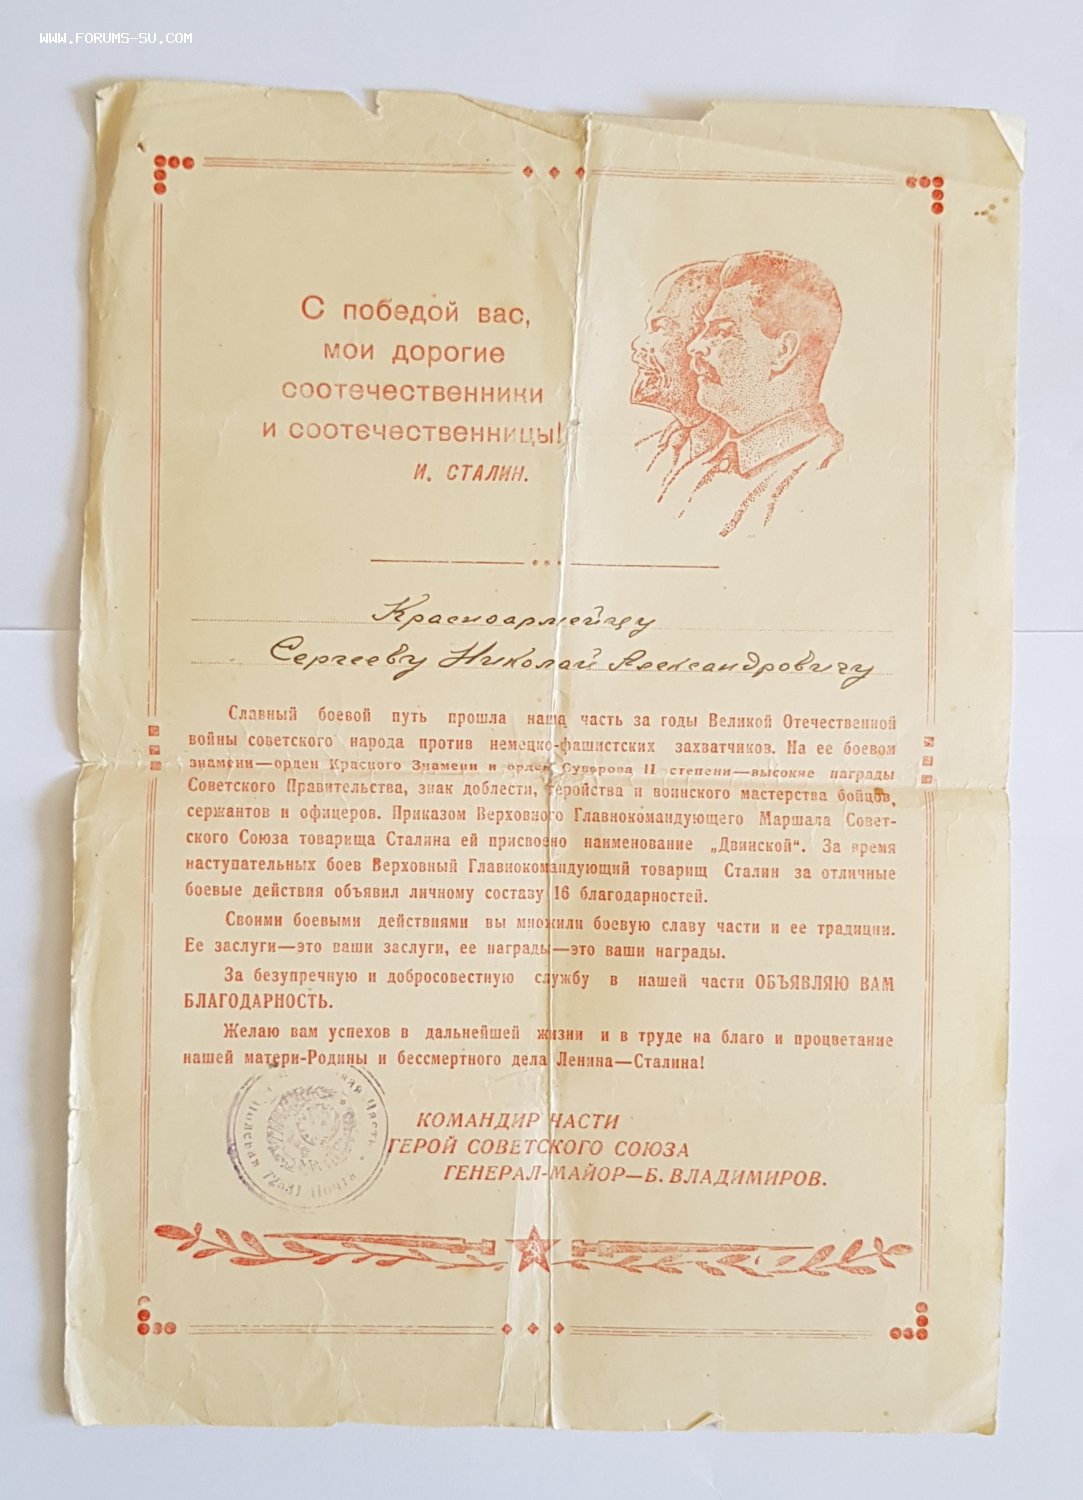 WWW.FORUMS-SU.COM
С победой вас,
мои дорогие
соотечественники
и соотечественницы!
И. СТАЛИН.
Красноармейцу
Сергееву Николай Александровичу
Славный боевой путь прошла наша часть за годы Великой Отечественной
войны советского народа против немецко-фашистских захватчиков. На ее боевом
знамени—орден Красного Знамени и орден Суворова II степени—высокие награды
Советского Правительства, знак доблести, геройства и воинского мастерства бойцов,
сержантов и офицеров. Приказом Верховного Главнокомандующего Маршала Совет-
ского Союза товарища Сталина ей присвоено наименование „Двинской“. За время
наступательных боев Верховный Главнокомандующий товарищ Сталин за отличные
боевые действия объявил личному составу 16 благодарностей.
Своими боевыми действиями вы множили боевую славу части и ее традиции.
Ее заслуги—это ваши заслуги, ее награды—это ваши награды.
За безупречную и добросовестную службу в нашей части ОБЪЯВЛЯЮ ВАМ
БЛАГОДАРНОСТЬ.
Желаю вам успехов в дальнейшей жизни и в труде на благо и процветание
нашей матери-Родины и бессмертного дела Ленина—Сталина!
часть
Почта
КОМАНДИР ЧАСТИ
ГЕРОЙ СОВЕТСКОГО СОЮЗА
ГЕНЕРАЛ-МАЙОР—Б. ВЛАДИМИРОВ.